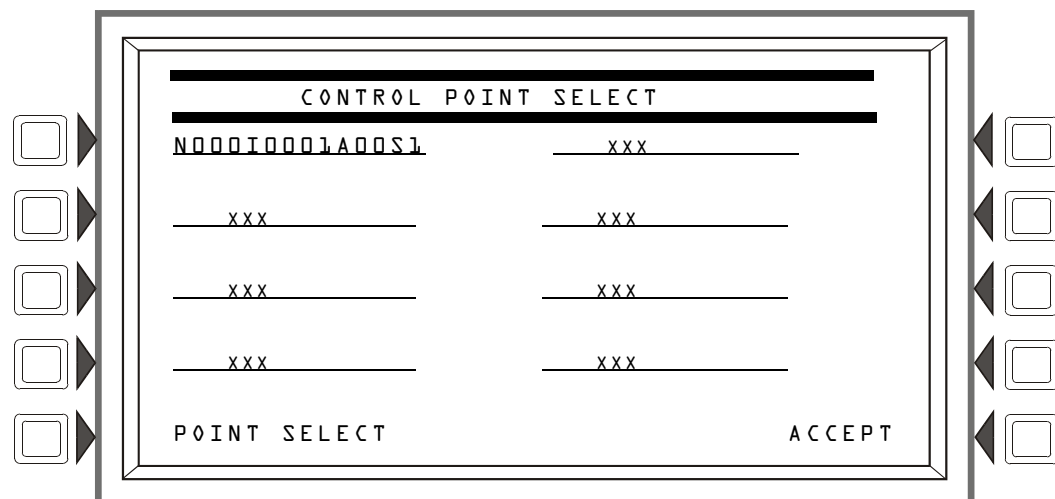 CONTROL POINT SELECT
N000I0001A00S1 XXX
XXX XXX
XXX XXX
XXX XXX
POINT SELECT ACCEPT